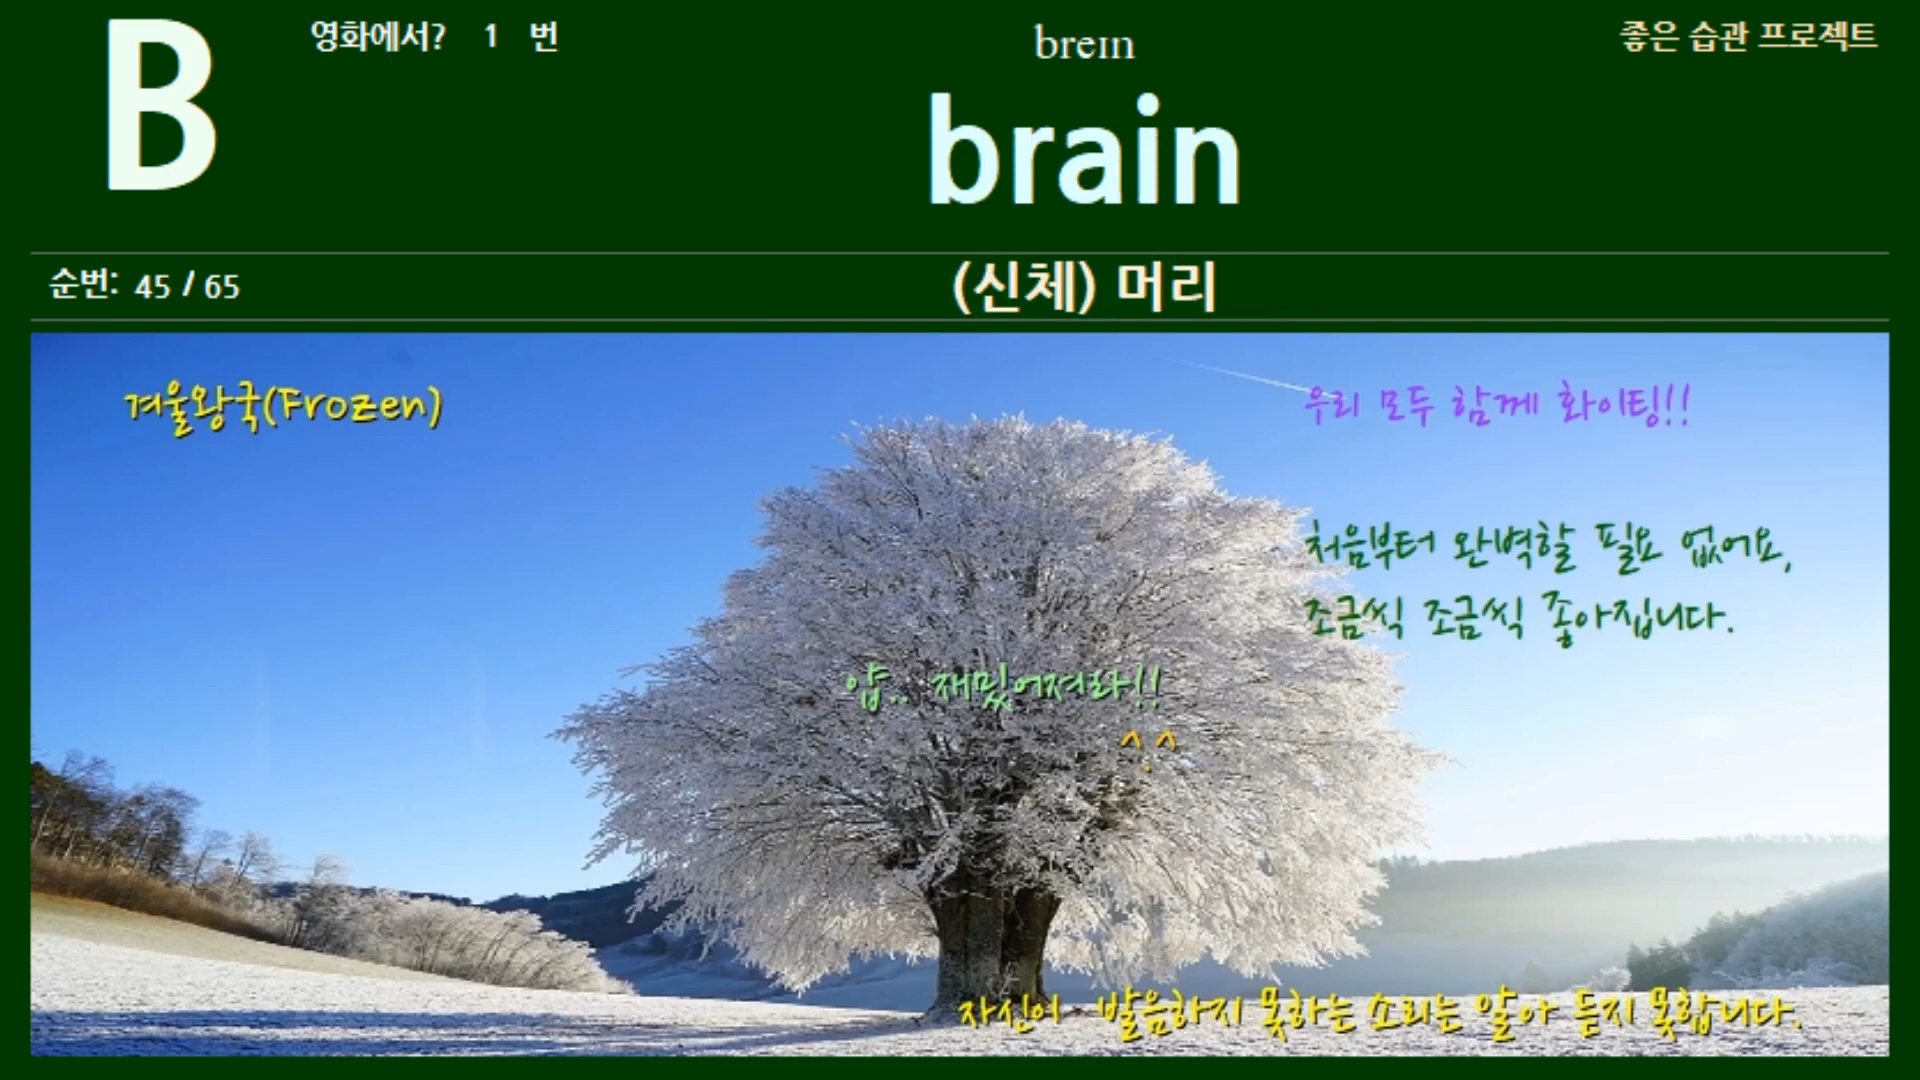 B
영화에서? 1 번
breın
좋은 습관 프로젝트
brain
순번: 45 / 65
(신체) 머리
겨울왕국(Frozen)
우리 모두 함께 화이팅!!
처음부터 완벽할 필요 없어요,
조금씩 조금씩 좋아집니다.
얍.. 재밌어져라!!
^.^
자신이 발음하지 못하는 소리는 알아 듣지 못합니다.